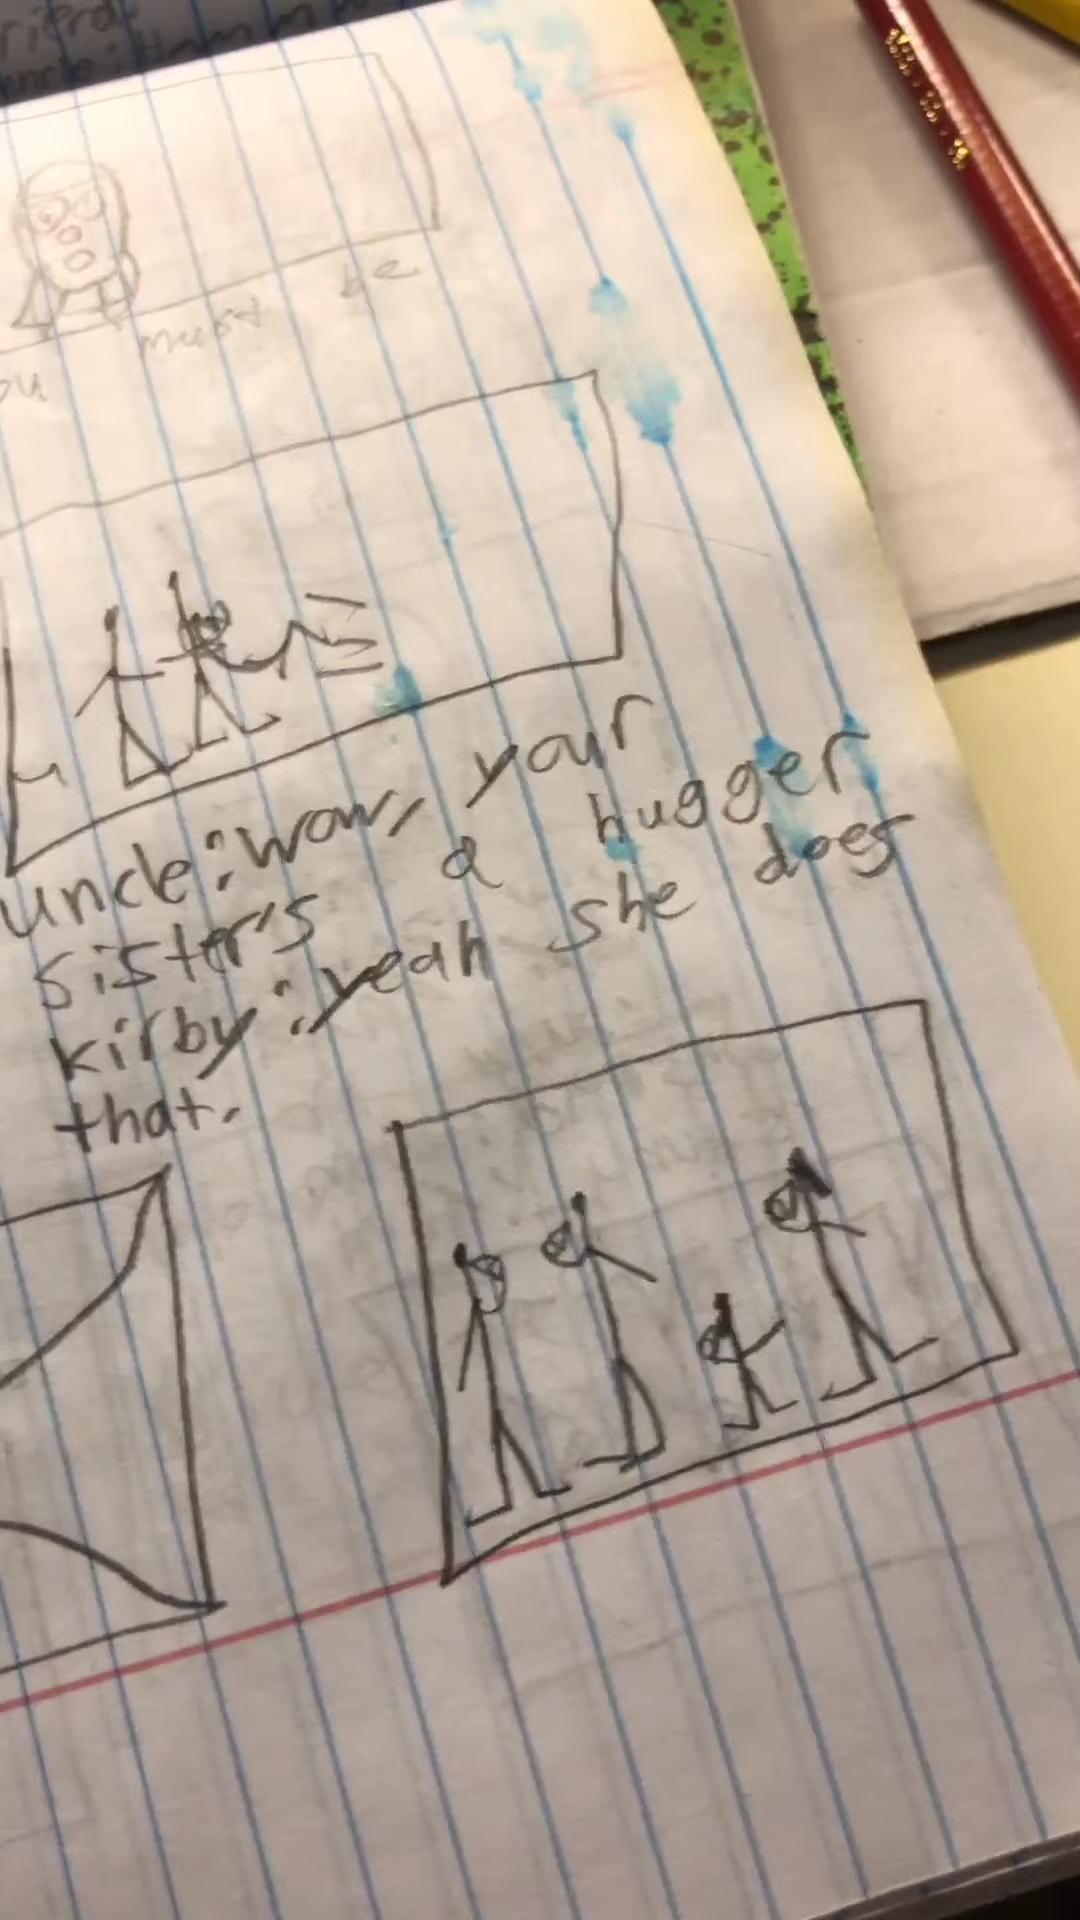 must be
uncle: wow, your
sister's a hugger
kirby: yeah she does
that.